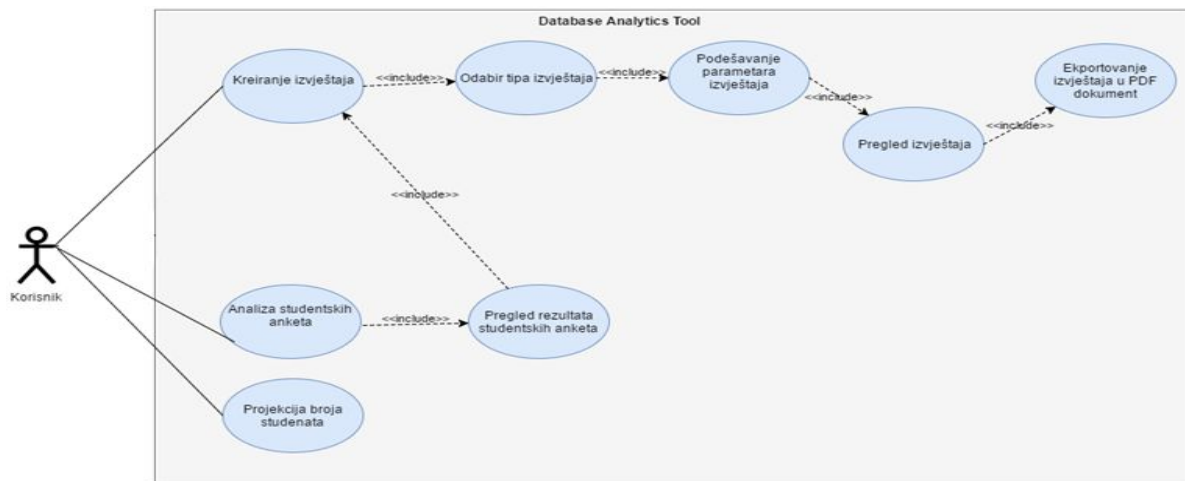 Database Analytics Tool
Kreiranje izvještaja
<<include>>
Odabir tipa izvještaja
<<include>>
Podešavanje
parametara
izvještaja
<<include>>
Pregled izvještaja
<<include>>
Ekportovanje
izvještaja u PDF
dokument
<<include>>
Korisnik
Analiza studentskih
anketa
<<include>>
Pregled rezultata
studentskih anketa
Projekcija broja
studenata